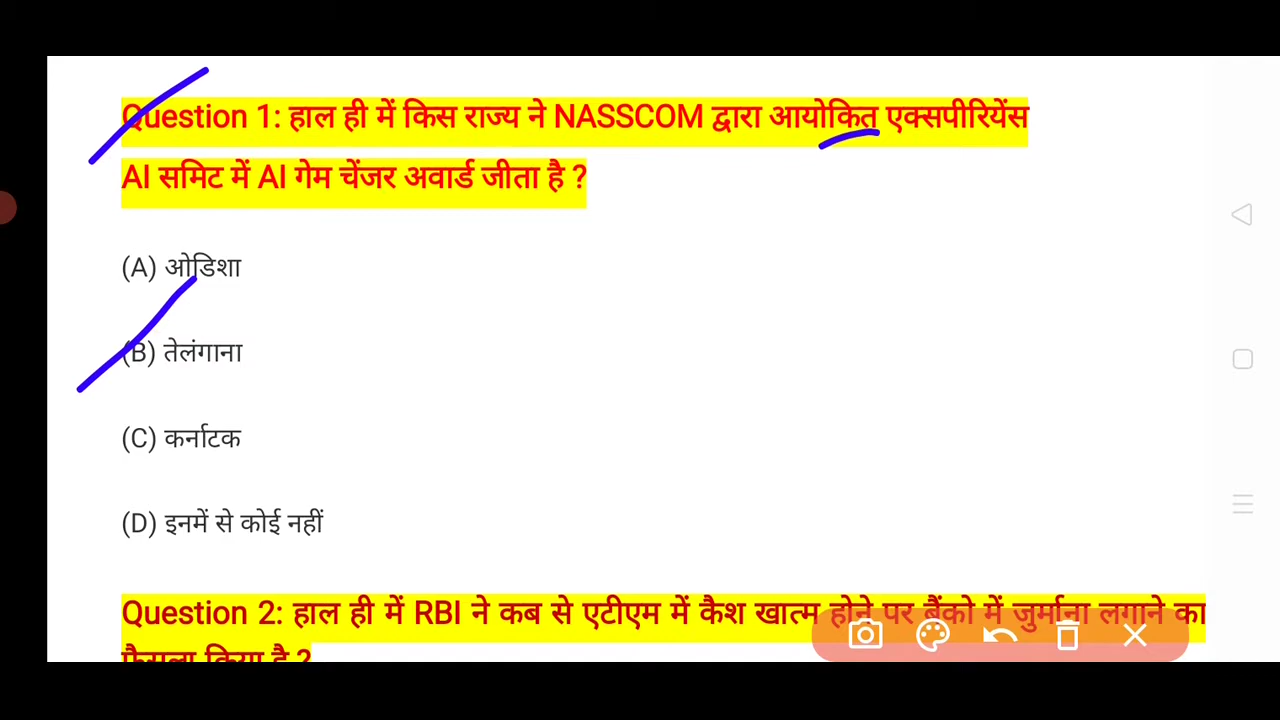 Question 1: हाल ही में किस राज्य ने NASSCOM द्वारा आयोकित एक्सपीरियेंस
AI समिट में AI गेम चेंजर अवार्ड जीता है ?
(A) ओडिशा
(B) तेलंगाना
(C) कर्नाटक
(D) इनमें से कोई नहीं
Question 2: हाल ही में RBI ने कब से एटीएम में कैश खात्म होने पर बैंको में जुर्माना लगाने का
फैसला किया है ?